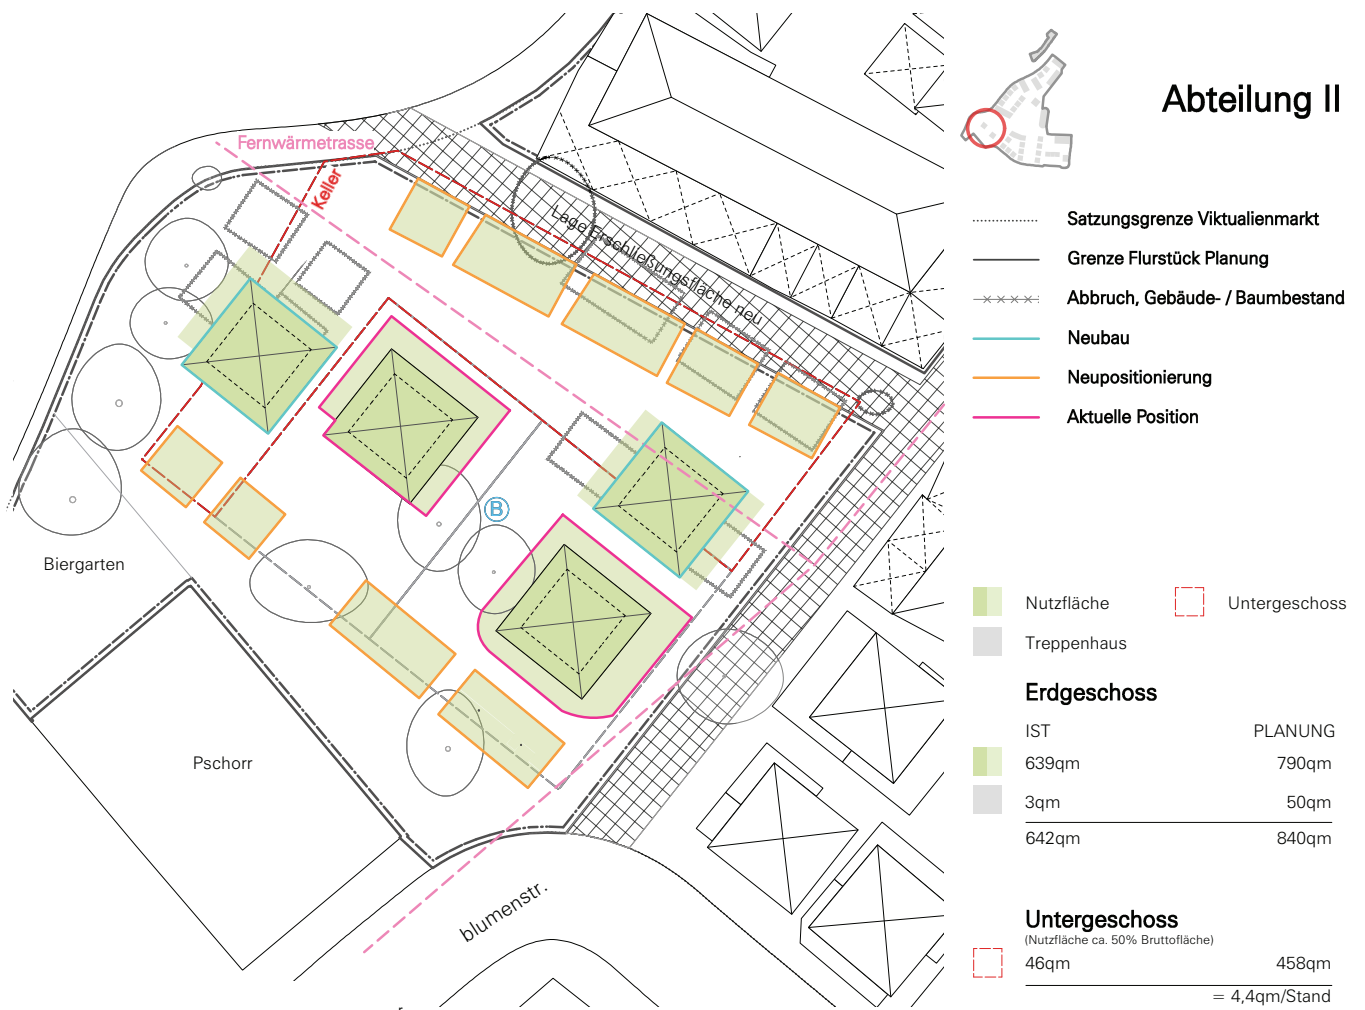 Abteilung II
Fernwärmetrasse
Keller
Lage Erschließungsfläche neu
Satzungsgrenze Viktualienmarkt
Grenze Flurstück Planung
Abbruch, Gebäude- / Baumbestand
Neubau
Neupositionierung
Aktuelle Position
B
Biergarten
Pschorr
blumenstr.
Nutzfläche
Untergeschoss
Treppenhaus
Erdgeschoss
IST PLANUNG
639qm 790qm
3qm 50qm
642qm 840qm
Untergeschoss
(Nutzfläche ca. 50% Bruttofläche)
46qm 458qm
= 4,4qm/Stand